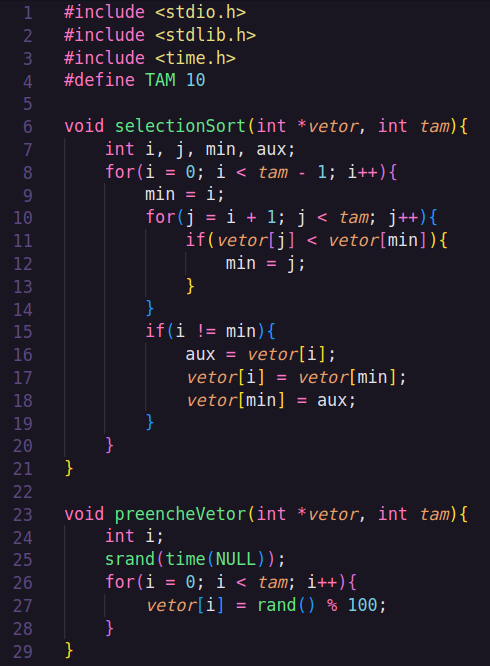 1 #include <stdio.h>
2 #include <stdlib.h>
3 #include <time.h>
4 #define TAM 10
5
6 void selectionSort(int *vetor, int tam){
7     int i, j, min, aux;
8     for(i = 0; i < tam - 1; i++){
9         min = i;
10         for(j = i + 1; j < tam; j++){
11             if(vetor[j] < vetor[min]){
12                 min = j;
13             }
14         }
15         if(i != min){
16             aux = vetor[i];
17             vetor[i] = vetor[min];
18             vetor[min] = aux;
19         }
20     }
21 }
22
23 void preencheVetor(int *vetor, int tam){
24     int i;
25     srand(time(NULL));
26     for(i = 0; i < tam; i++){
27         vetor[i] = rand() % 100;
28     }
29 }